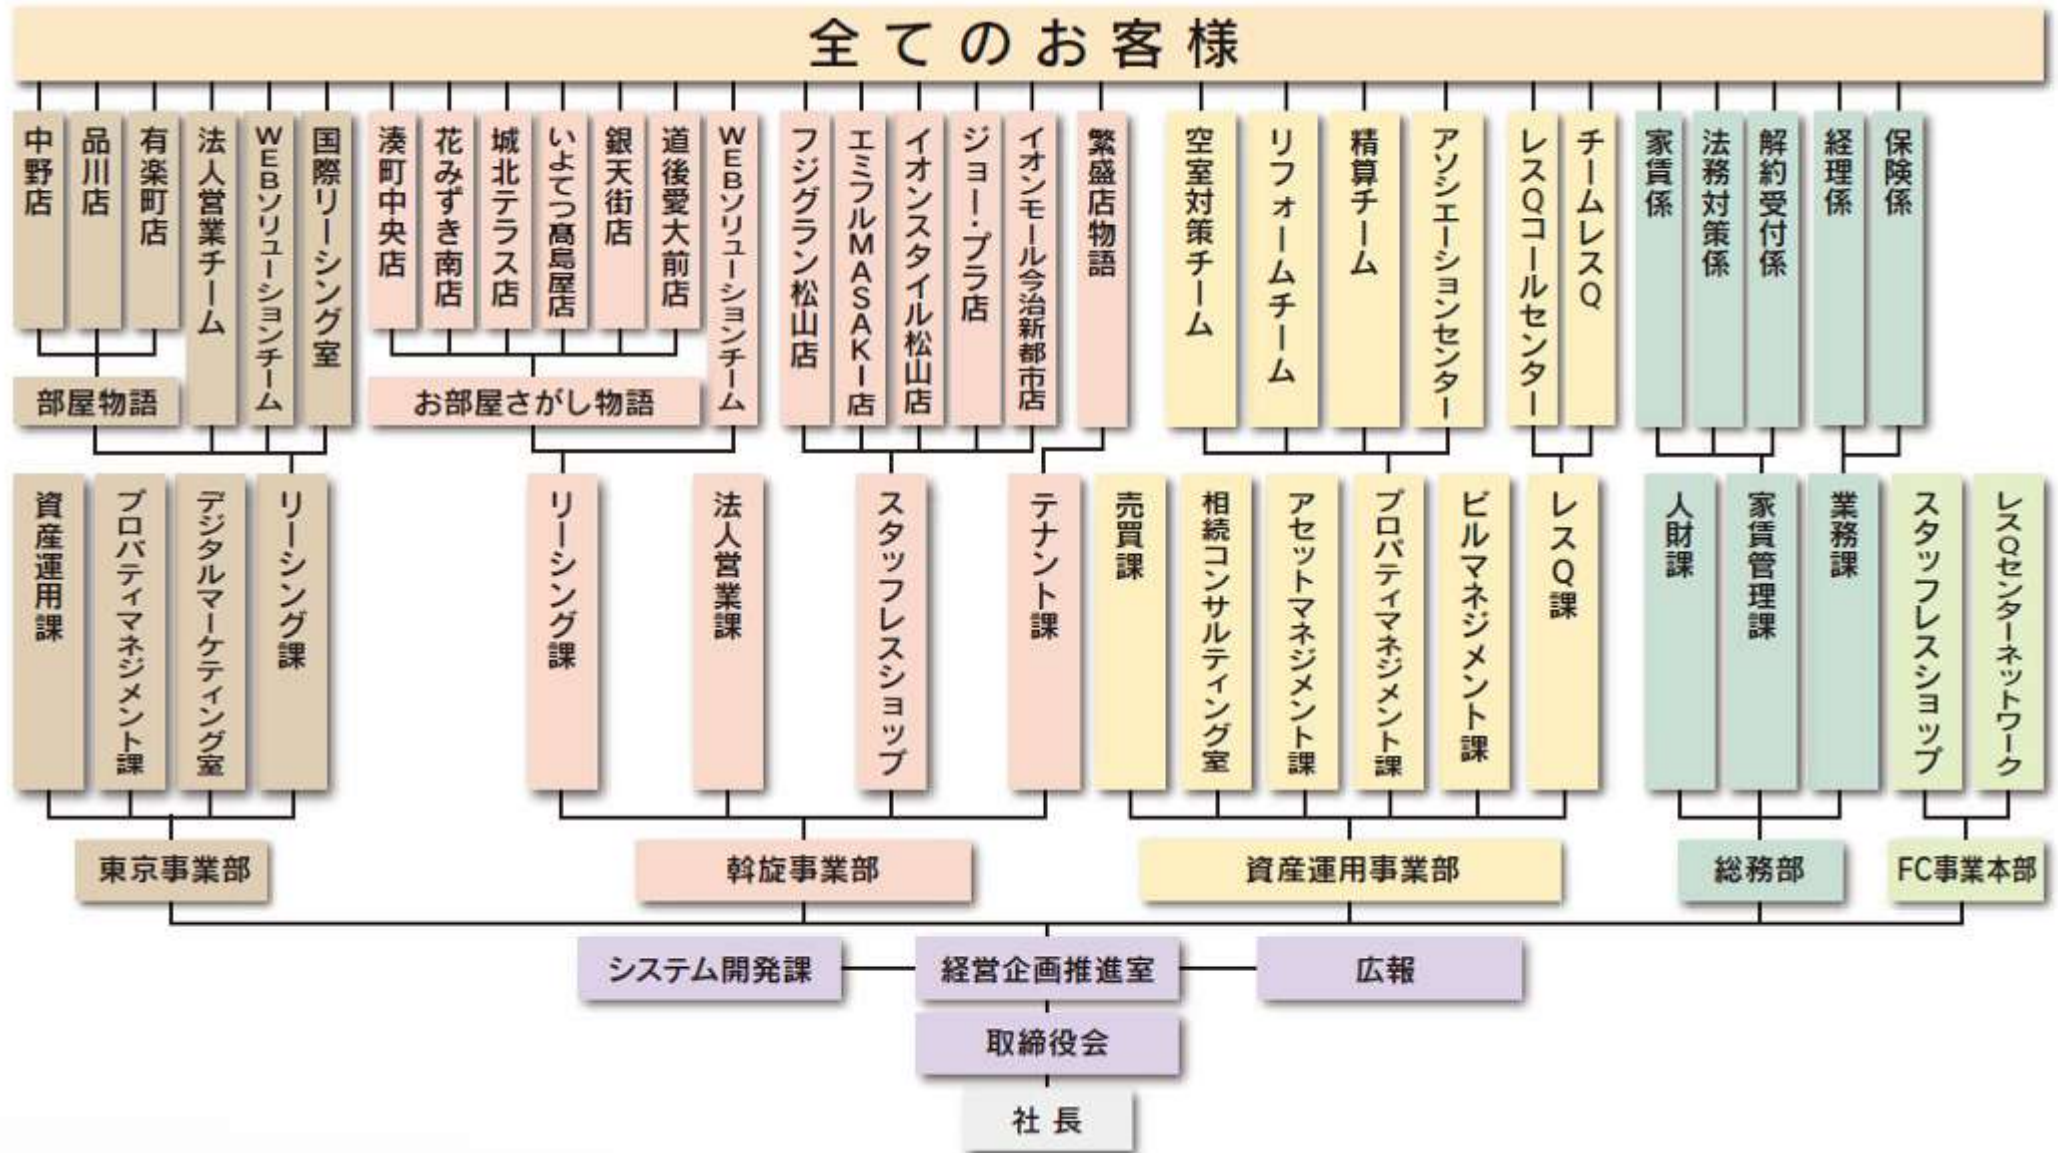 全てのお客様
中野店
品川店
有楽町店
法人営業チーム
WEBソリューションチーム
国際リーシング室
湊町中央店
花みずき南店
城北テラス店
いよてつ髙島屋店
銀天街店
道後愛大前店
WEBソリューションチーム
フジグラン松山店
エミフルMASAKI店
イオンスタイル松山店
ジョー・プラ店
イオンモール今治新都市店
繁盛店物語
空室対策チーム
リフォームチーム
精算チーム
アソシエーションセンター
レスQコールセンター
チームレスQ
家賃係
法務対策係
解約受付係
経理係
保険係
部屋物語
お部屋さがし物語
資産運用課
プロパティマネジメント課
デジタルマーケティング室
リーシング課
リーシング課
法人営業課
スタッフレスショップ
テナント課
売買課
相続コンサルティング室
アセットマネジメント課
プロパティマネジメント課
ビルマネジメント課
レスQ課
人財課
家賃管理課
業務課
スタッフレスショップ
レスQセンターネットワーク
東京事業部
斡旋事業部
資産運用事業部
総務部
FC事業本部
システム開発課
経営企画推進室
広報
取締役会
社長